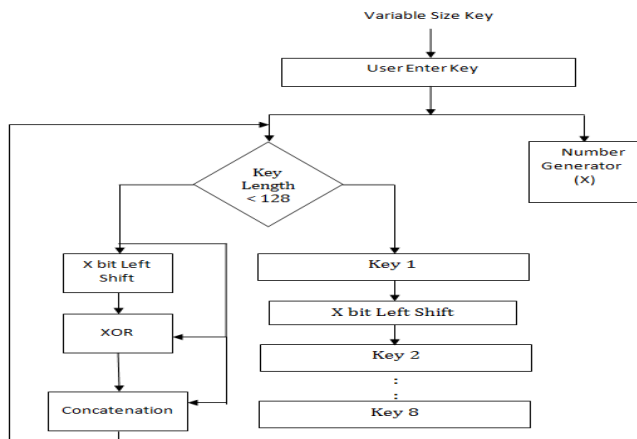 Variable Size Key
User Enter Key
Number
Generator
(X)
Key
Length
< 128
X bit Left
Shift
XOR
Concatenation
Key 1
X bit Left Shift
Key 2
:
:
Key 8